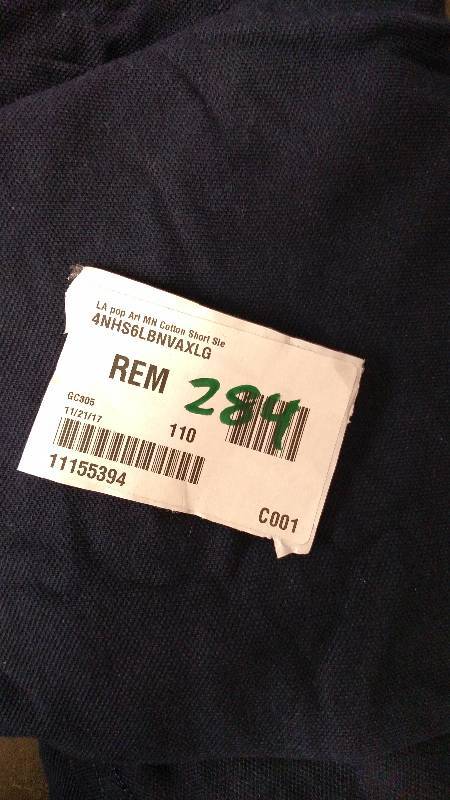 LA pop Art MN Cotton Short Sle
4NHS6LBNVAXLG
REM
284
GC305
11/21/17
110
11155394
C001